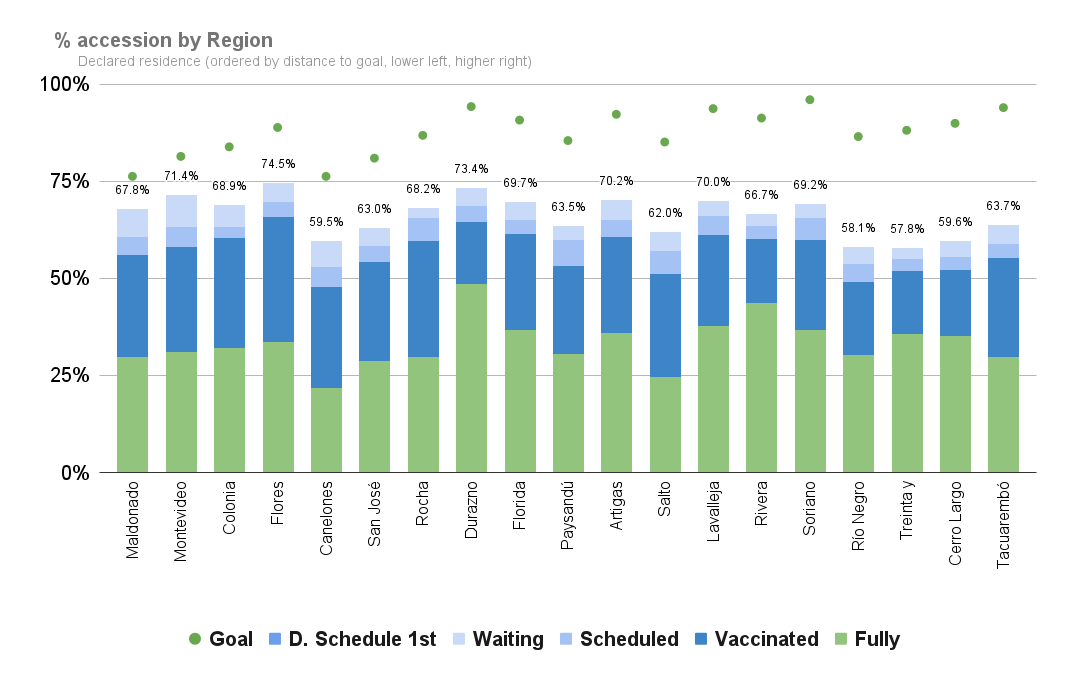 % accession by Region
Declared residence (ordered by distance to goal, lower left, higher right)
100%
75%
50%
25%
0%
67.8%
71.4%
68.9%
74.5%
59.5%
63.0%
68.2%
73.4%
69.7%
63.5%
70.2%
62.0%
70.0%
66.7%
69.2%
58.1%
57.8%
59.6%
63.7%
Maldonado
Montevideo
Colonia
Flores
Canelones
San José
Rocha
Durazno
Florida
Paysandú
Artigas
Salto
Lavalleja
Rivera
Soriano
Río Negro
Treinta y
Cerro Largo
Tacuarembó
Goal D. Schedule 1st Waiting Scheduled Vaccinated Fully